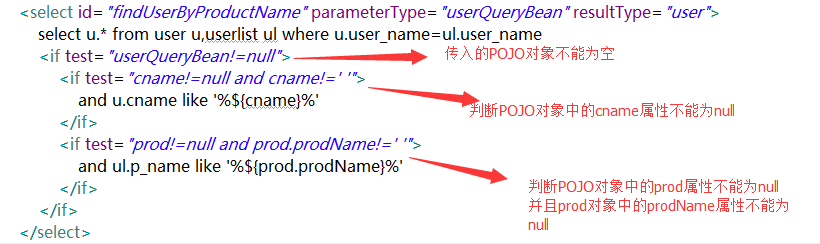 <select id="findUserByProductName" parameterType="userQueryBean" resultType="user">
select u.* from user u,userlist ul where u.user_name=ul.user_name
<if test="userQueryBean!=null">
传入的POJO对象不能为空
<if test="cname!=null and cname!=' '">
and u.cname like '%${cname}%'
判断POJO对象中的cname属性不能为null
</if>
<if test="prod!=null and prod.prodName!=' '">
and ul.p_name like '%${prod.prodName}%'
</if>
判断POJO对象中的prod属性不能为null
并且prod对象中的prodName属性不能为
null
</if>
</select>